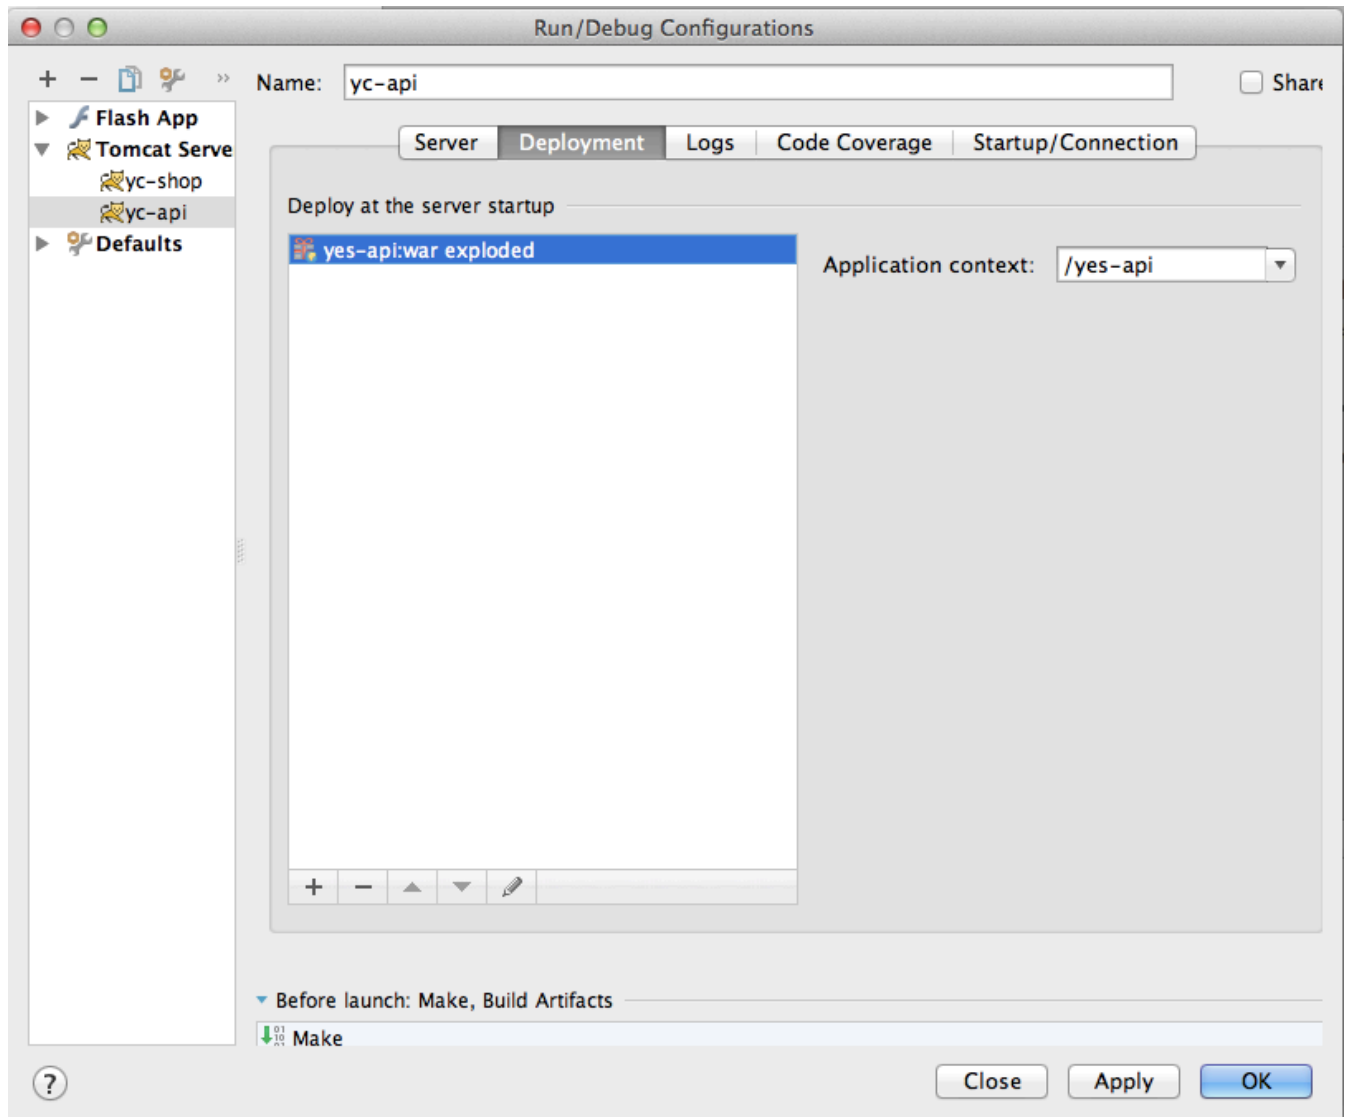 Run/Debug Configurations
Name: yc-api
Share
Flash App
Tomcat Serve
yc-shop
yc-api
Defaults
Server Deployment Logs Code Coverage Startup/Connection
Deploy at the server startup
yes-api:war exploded
Application context: /yes-api
Before launch: Make, Build Artifacts
Make
? Close Apply OK